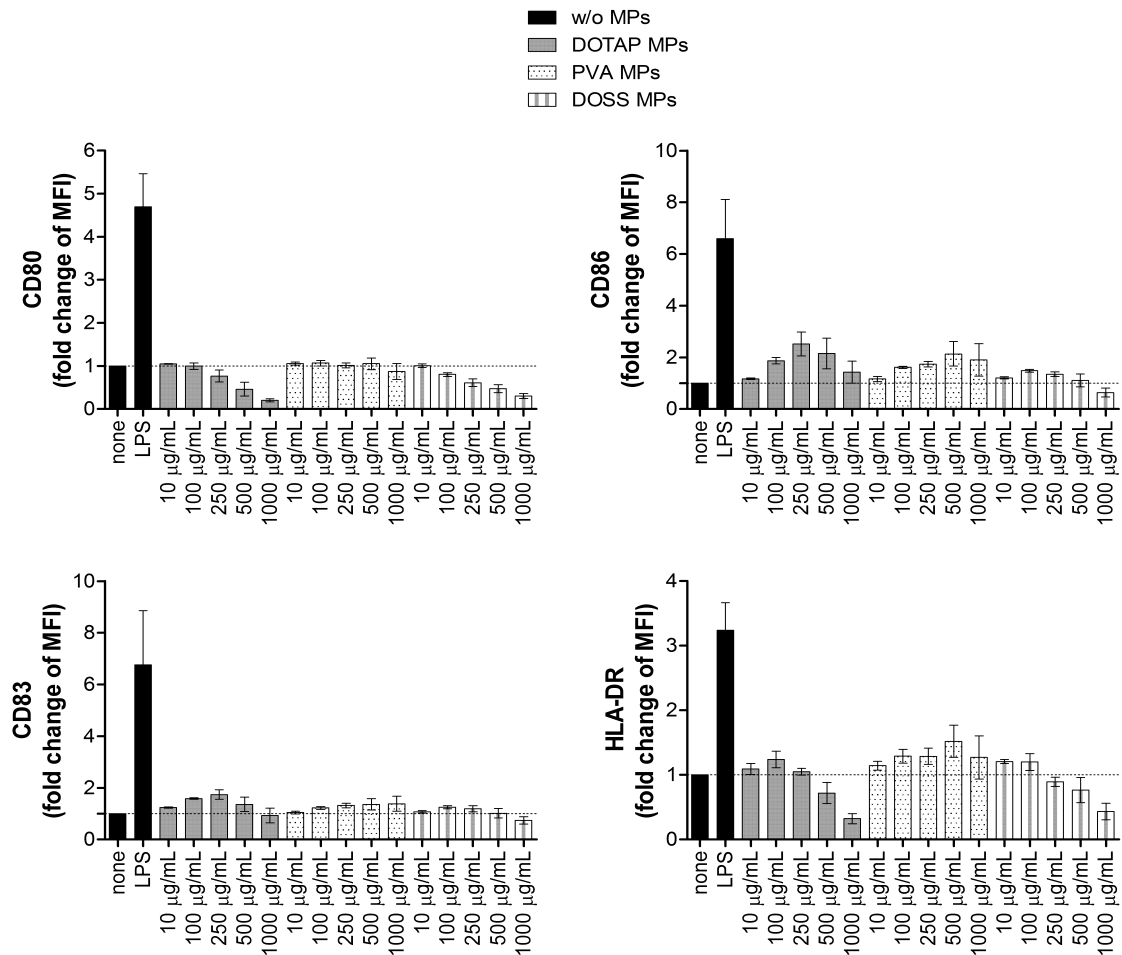 w/o MPs
DOTAP MPs
PVA MPs
DOSS MPs
CD80
(fold change of MFI)
6
5
4
3
2
1
0
none
LPS
10 µg/mL
100 µg/mL
250 µg/mL
500 µg/mL
1000 µg/mL
10 µg/mL
100 µg/mL
250 µg/mL
500 µg/mL
1000 µg/mL
10 µg/mL
100 µg/mL
250 µg/mL
500 µg/mL
1000 µg/mL
CD86
(fold change of MFI)
10
8
6
4
2
0
none
LPS
10 µg/mL
100 µg/mL
250 µg/mL
500 µg/mL
1000 µg/mL
10 µg/mL
100 µg/mL
250 µg/mL
500 µg/mL
1000 µg/mL
10 µg/mL
100 µg/mL
250 µg/mL
500 µg/mL
1000 µg/mL
CD83
(fold change of MFI)
10
8
6
4
2
0
none
LPS
10 µg/mL
100 µg/mL
250 µg/mL
500 µg/mL
1000 µg/mL
10 µg/mL
100 µg/mL
250 µg/mL
500 µg/mL
1000 µg/mL
10 µg/mL
100 µg/mL
250 µg/mL
500 µg/mL
1000 µg/mL
HLA-DR
(fold change of MFI)
4
3
2
1
0
none
LPS
10 µg/mL
100 µg/mL
250 µg/mL
500 µg/mL
1000 µg/mL
10 µg/mL
100 µg/mL
250 µg/mL
500 µg/mL
1000 µg/mL
10 µg/mL
100 µg/mL
250 µg/mL
500 µg/mL
1000 µg/mL